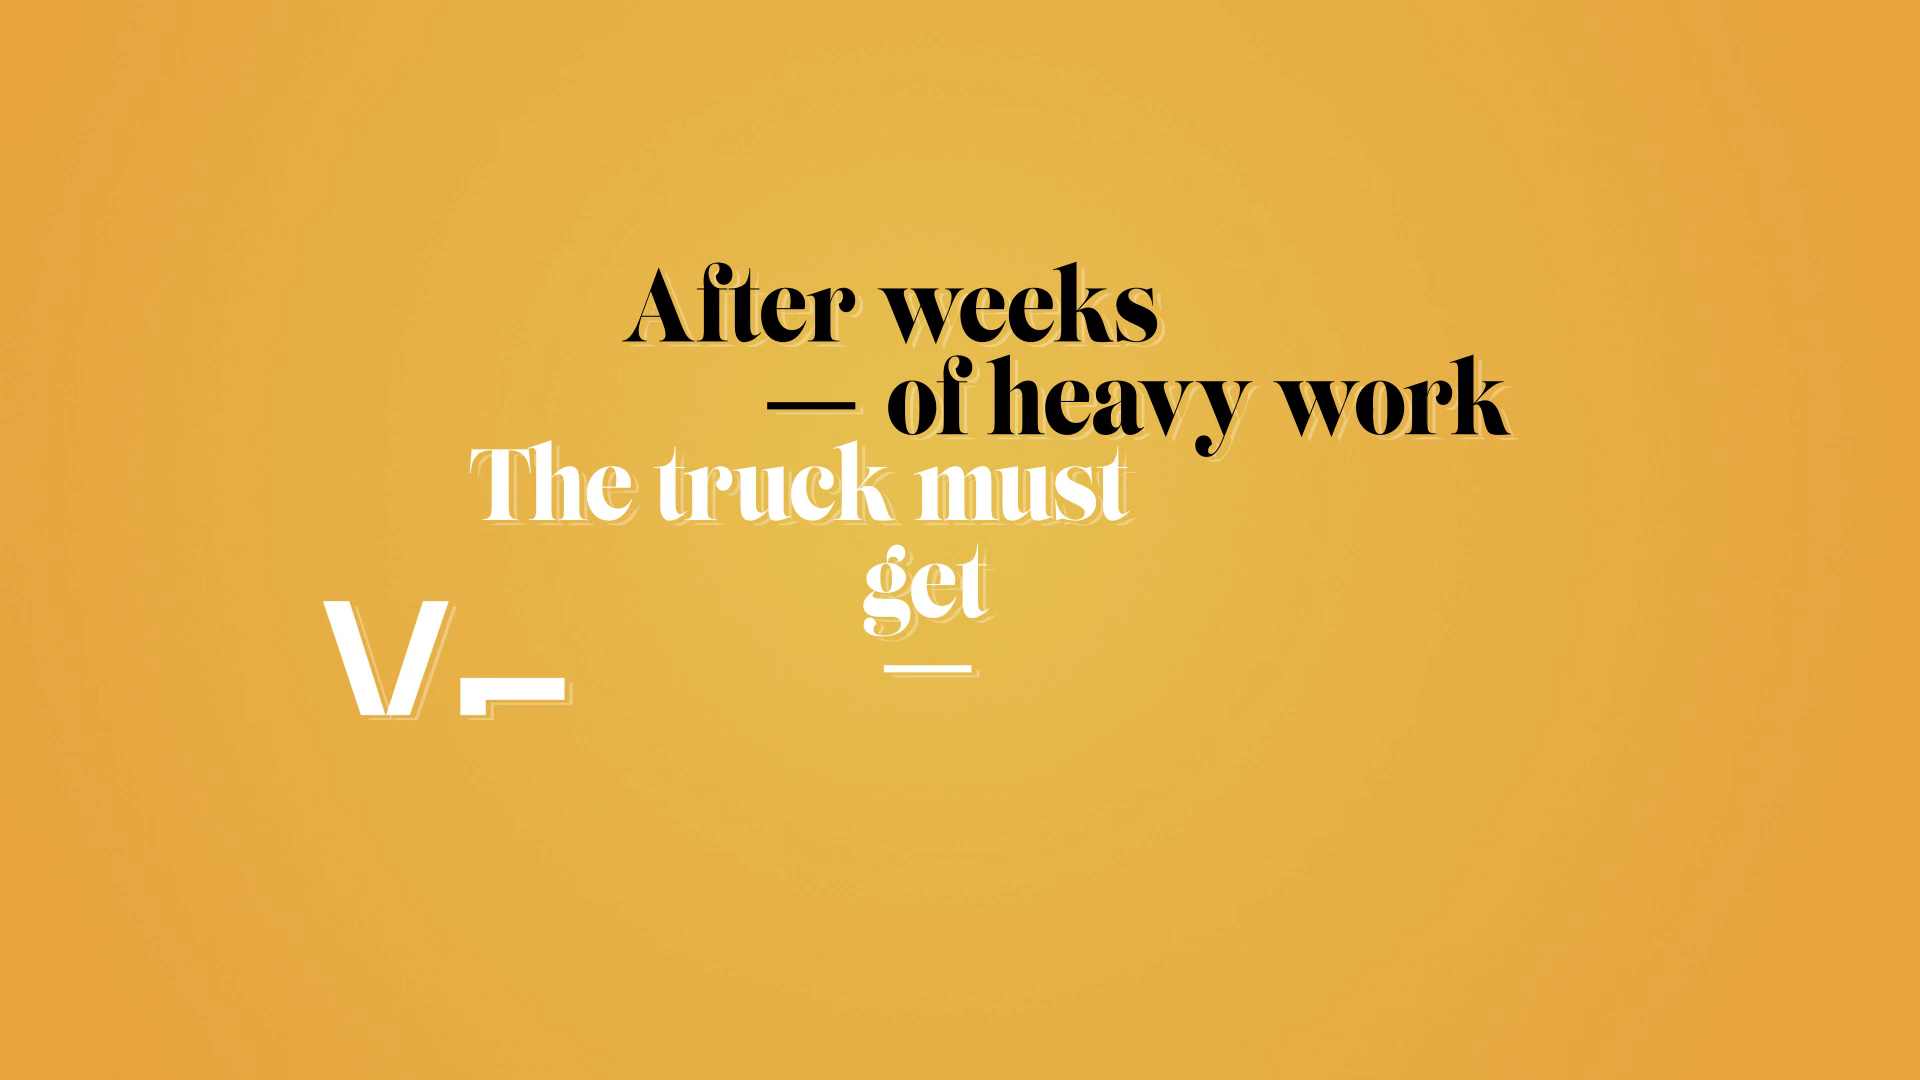 After weeks
— of heavy work
The truck must
get
—
V